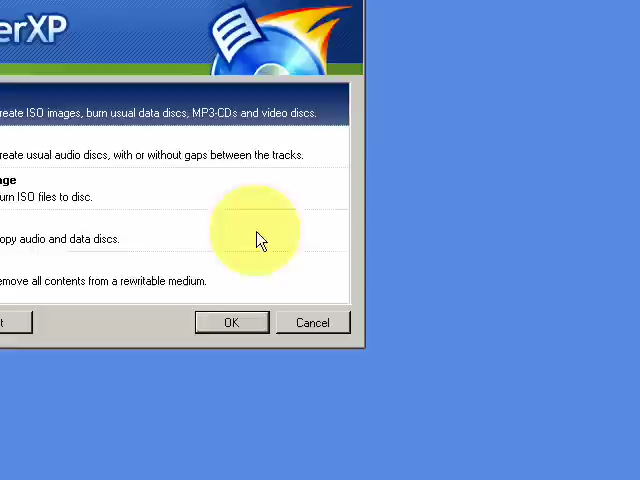 erXP
reate ISO images, burn usual data discs, MP3-CDs and video discs.
reate usual audio discs, with or without gaps between the tracks.
age
urn ISO files to disc.
opy audio and data discs.
emove all contents from a rewritable medium.
t OK Cancel